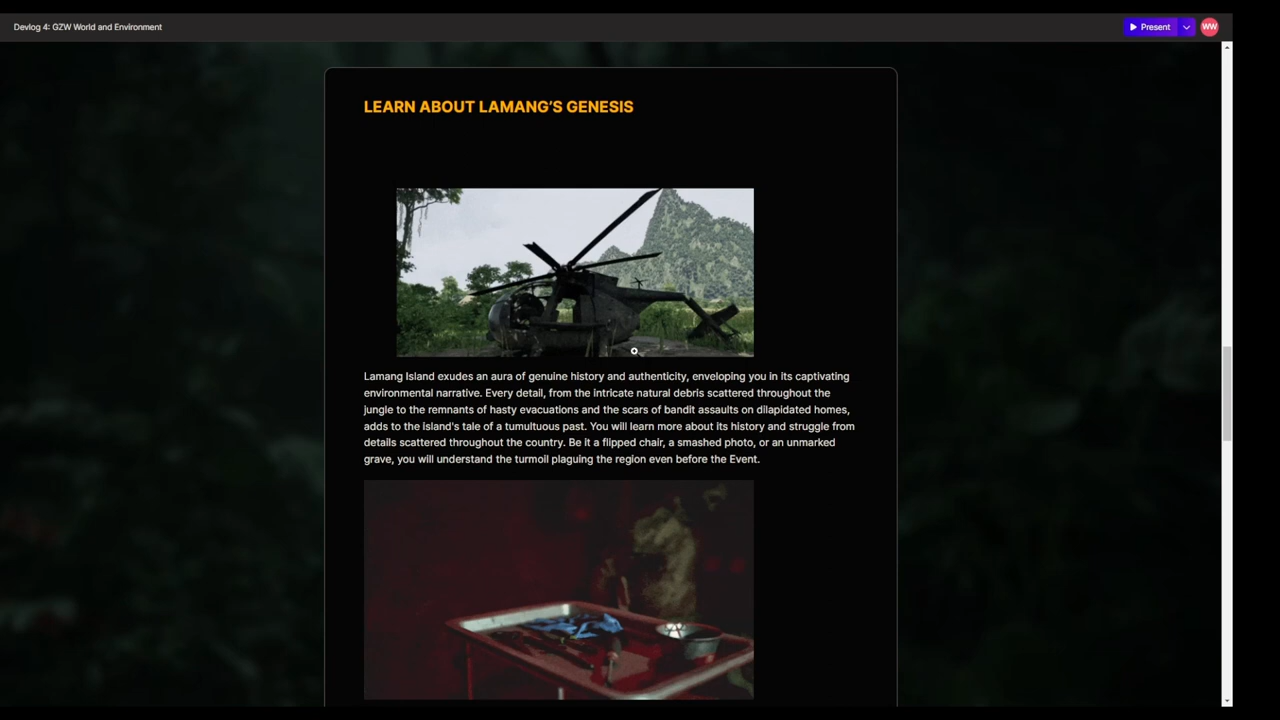 Devlog 4: GZW World and Environment
Present
WW
LEARN ABOUT LAMANG’S GENESIS
Lamang Island exudes an aura of genuine history and authenticity, enveloping you in its captivating
environmental narrative. Every detail, from the intricate natural debris scattered throughout the
jungle to the remnants of hasty evacuations and the scars of bandit assaults on dilapidated homes,
adds to the island's tale of a tumultuous past. You will learn more about its history and struggle from
details scattered throughout the country. Be it a flipped chair, a smashed photo, or an unmarked
grave, you will understand the turmoil plaguing the region even before the Event.